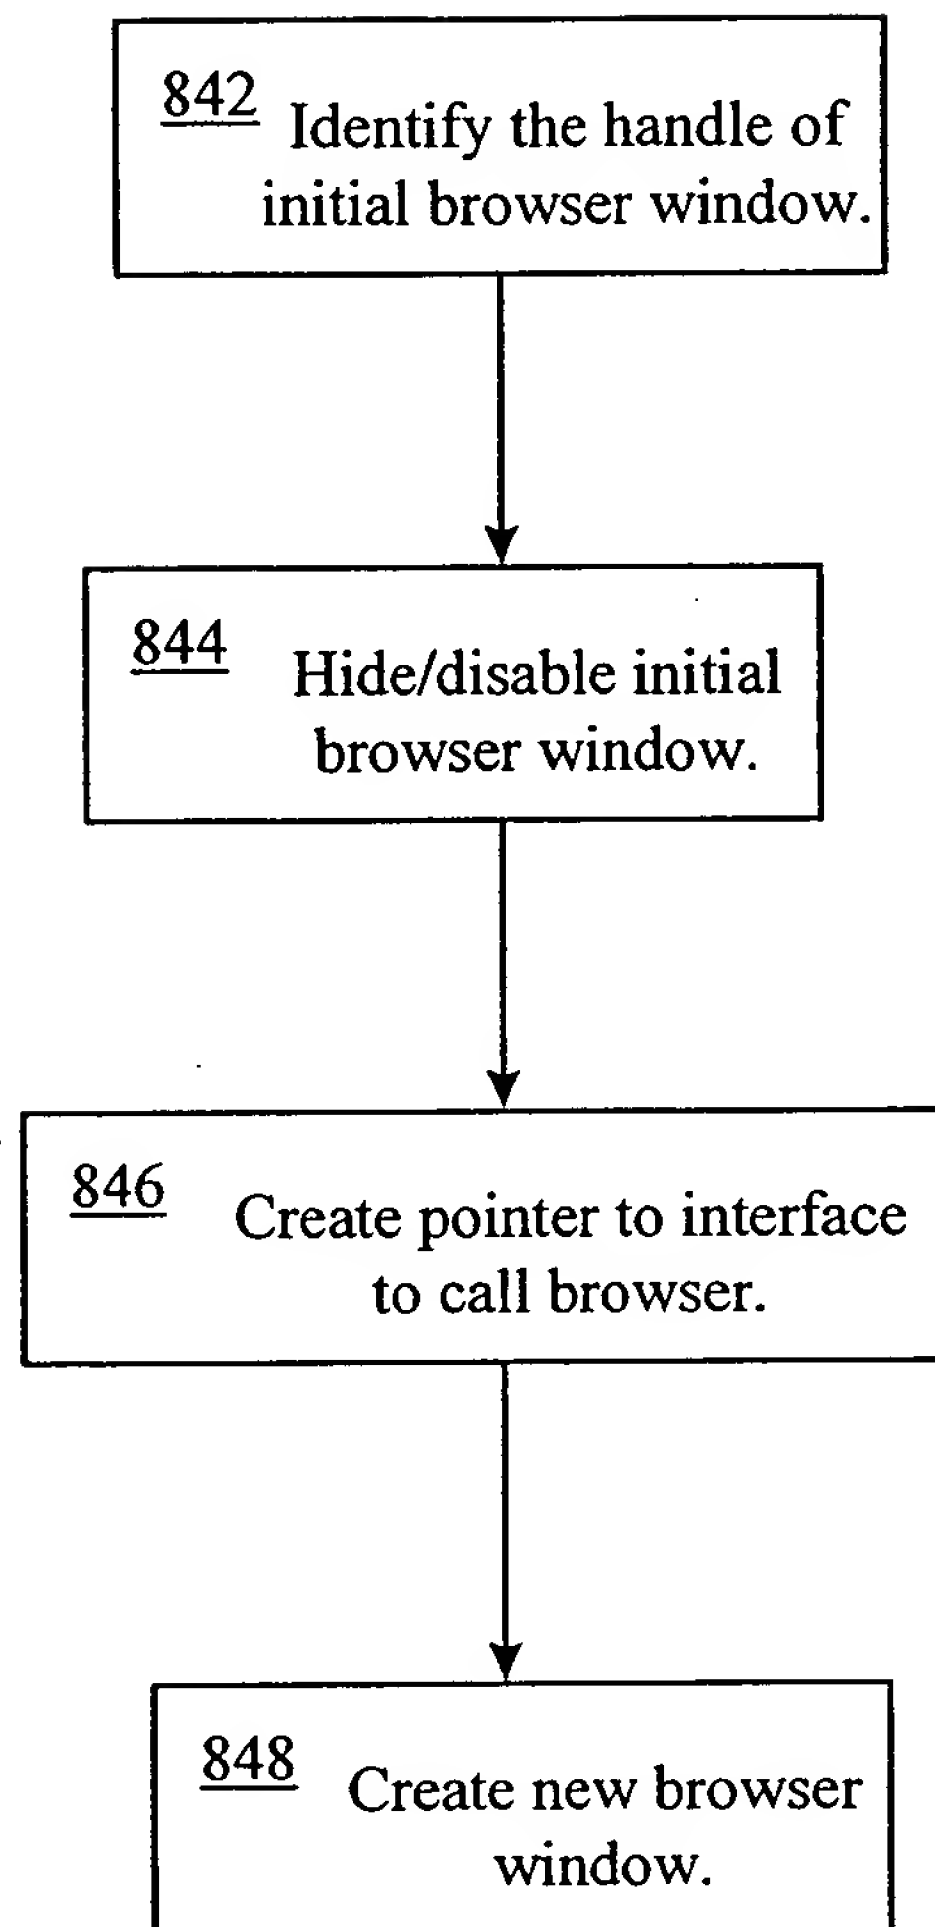 842 Identify the handle of
initial browser window.
844 Hide/disable initial
browser window.
846 Create pointer to interface
to call browser.
848 Create new browser
window.